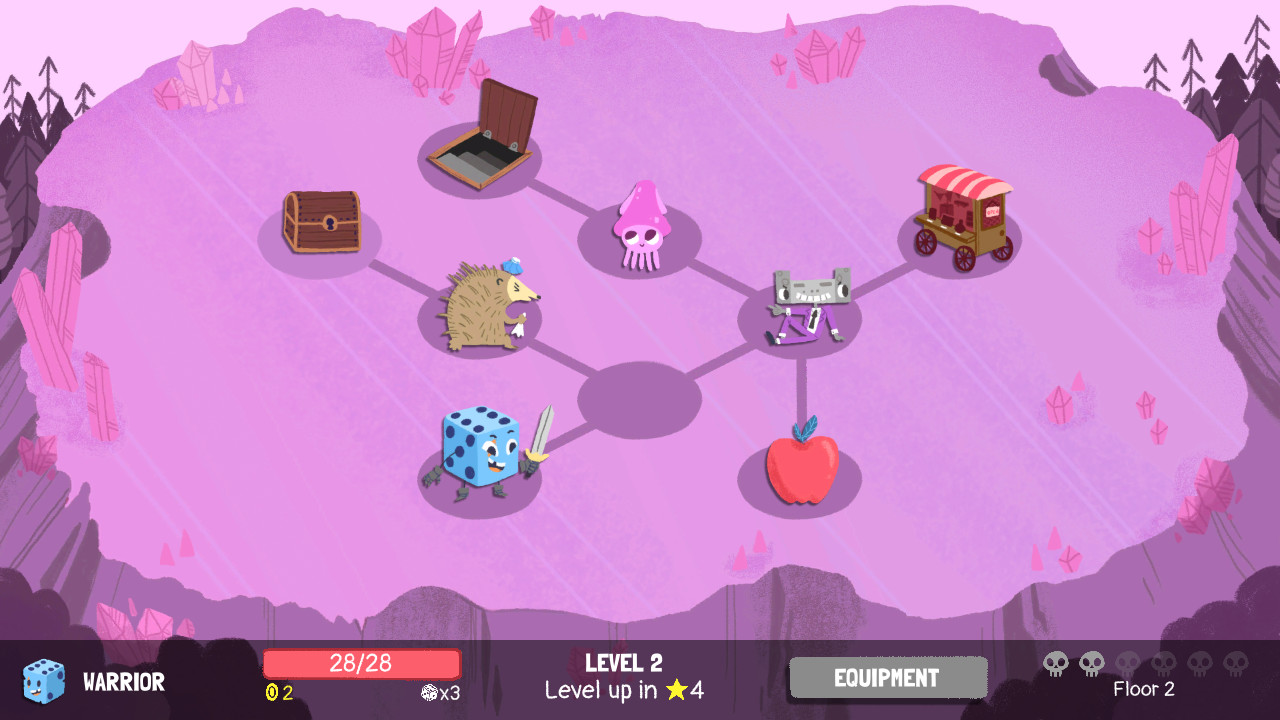 WARRIOR
28/28
2
x3
LEVEL 2
Level up in ★4
EQUIPMENT
Floor 2